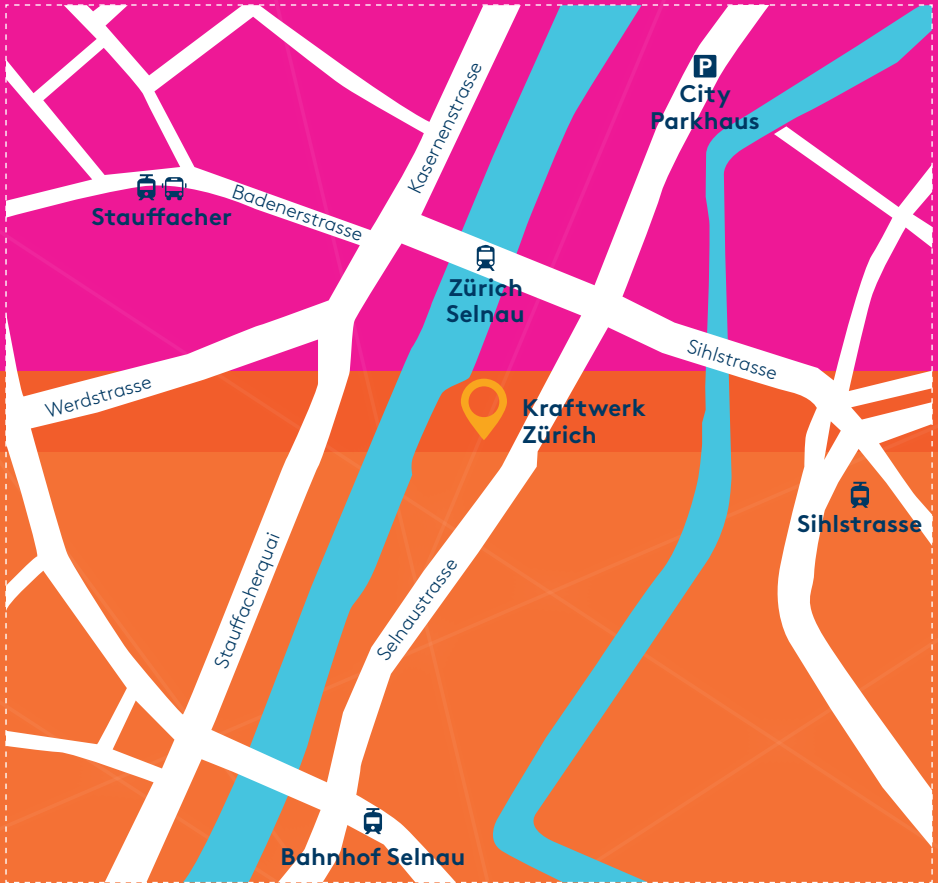 P
City
Parkhaus
Kasernenstrasse
Badenerstrasse
Stauffacher
Zürich
Selnau
Sihlstrasse
Werdstrasse
Kraftwerk
Zürich
Sihlstrasse
Stauffacherquai
Selnaustrasse
Bahnhof Selnau